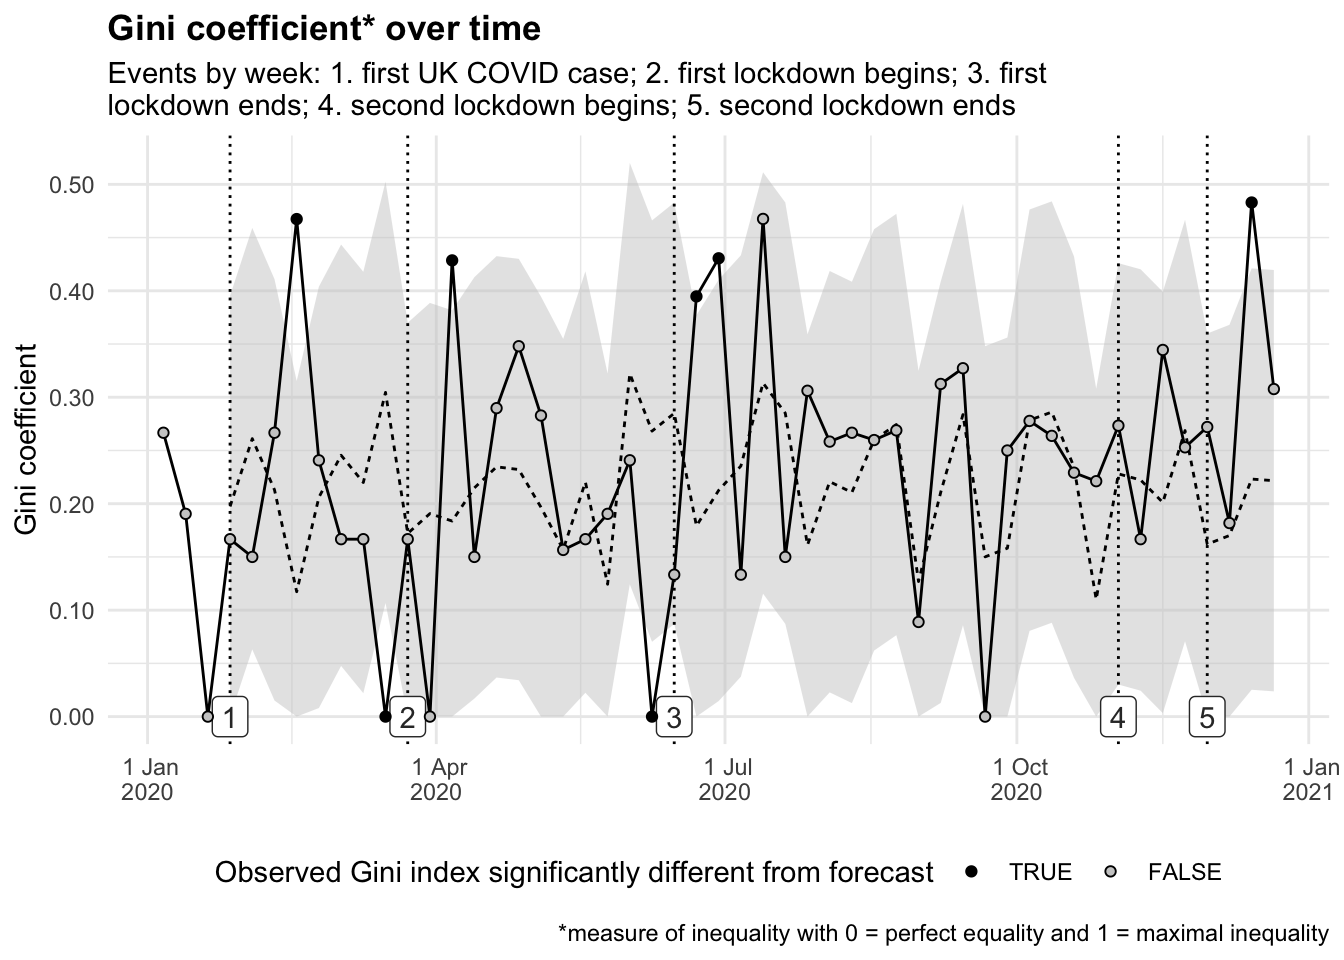 Gini coefficient* over time
Events by week: 1. first UK COVID case; 2. first lockdown begins; 3. first
lockdown ends; 4. second lockdown begins; 5. second lockdown ends
Gini coefficient
0.50
0.40
0.30
0.20
0.10
0.00
1
2
3
4
5
1 Jan
2020
1 Apr
2020
1 Jul
2020
1 Oct
2020
1 Jan
2021
Observed Gini index significantly different from forecast TRUE FALSE
*measure of inequality with 0 = perfect equality and 1 = maximal inequality